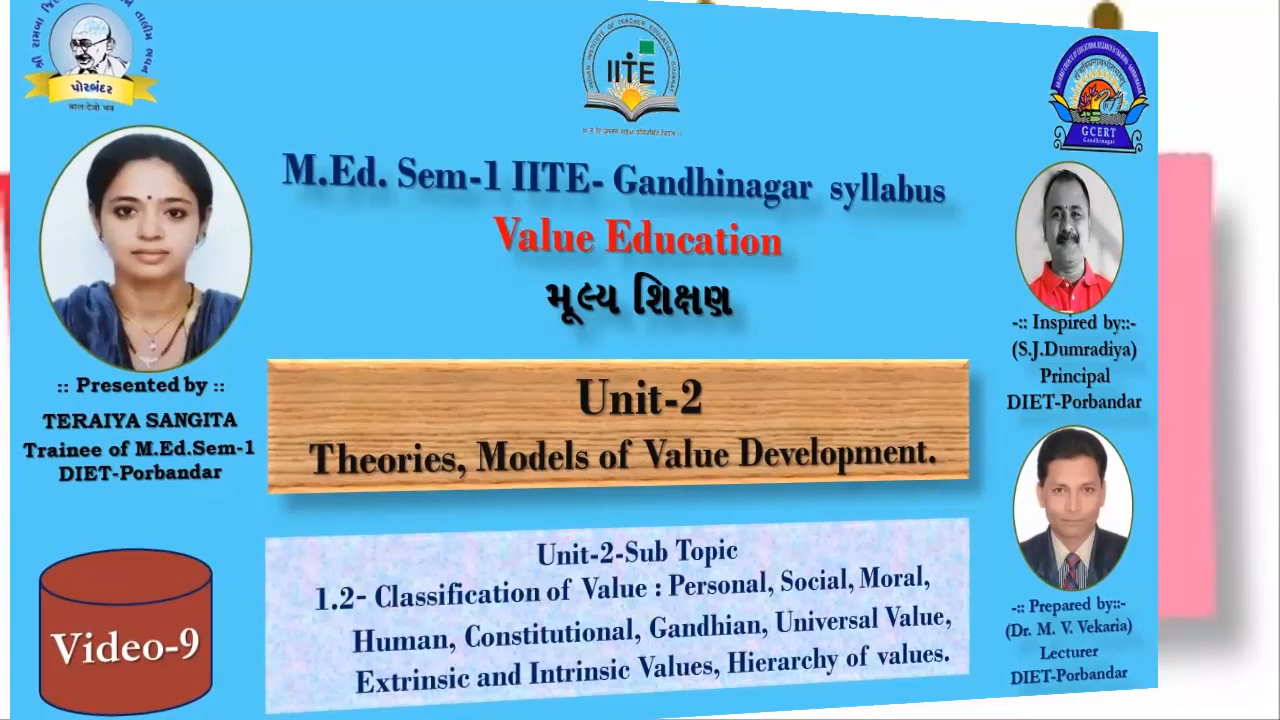 પોરબંદર
बालःदेवो भव
IITE
GCERT
Gandhinagar
M.Ed. Sem-1 IITE- Gandhinagar syllabus
Value Education
મૂલ્ય શિક્ષણ
:: Presented by ::
TERAIYA SANGITA
Trainee of M.Ed.Sem-1
DIET-Porbandar
-:: Inspired by::-
(S.J.Dumradiya)
Principal
DIET-Porbandar
Unit-2
Theories, Models of Value Development.
Unit-2-Sub Topic
1.2- Classification of Value : Personal, Social, Moral,
Human, Constitutional, Gandhian, Universal Value,
Extrinsic and Intrinsic Values, Hierarchy of values.
-:: Prepared by::-
(Dr. M. V. Vekaria)
Lecturer
DIET-Porbandar
Video-9